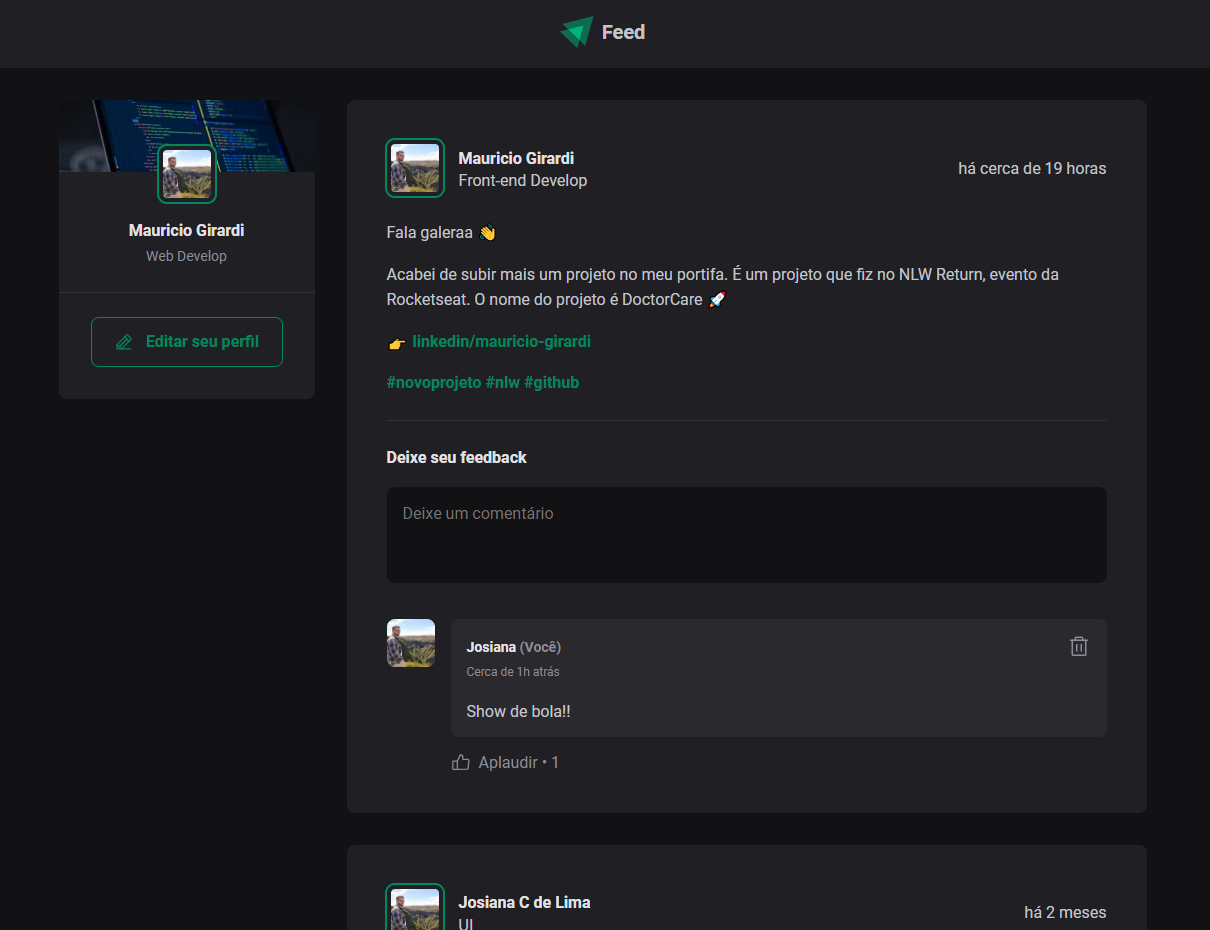 Feed
Mauricio Girardi
Web Develop
Editar seu perfil
Mauricio Girardi
Front-end Develop
há cerca de 19 horas
Fala galeraa 👋
Acabei de subir mais um projeto no meu portifa. É um projeto que fiz no NLW Return, evento da
Rocketseat. O nome do projeto é DoctorCare 🚀
👉 linkedin/mauricio-girardi
#novoprojeto #nlw #github
Deixe seu feedback
Deixe um comentário
Josiana (Você)
Cerca de 1h atrás
Show de bola!!
Aplaudir • 1
Josiana C de Lima
UI
há 2 meses